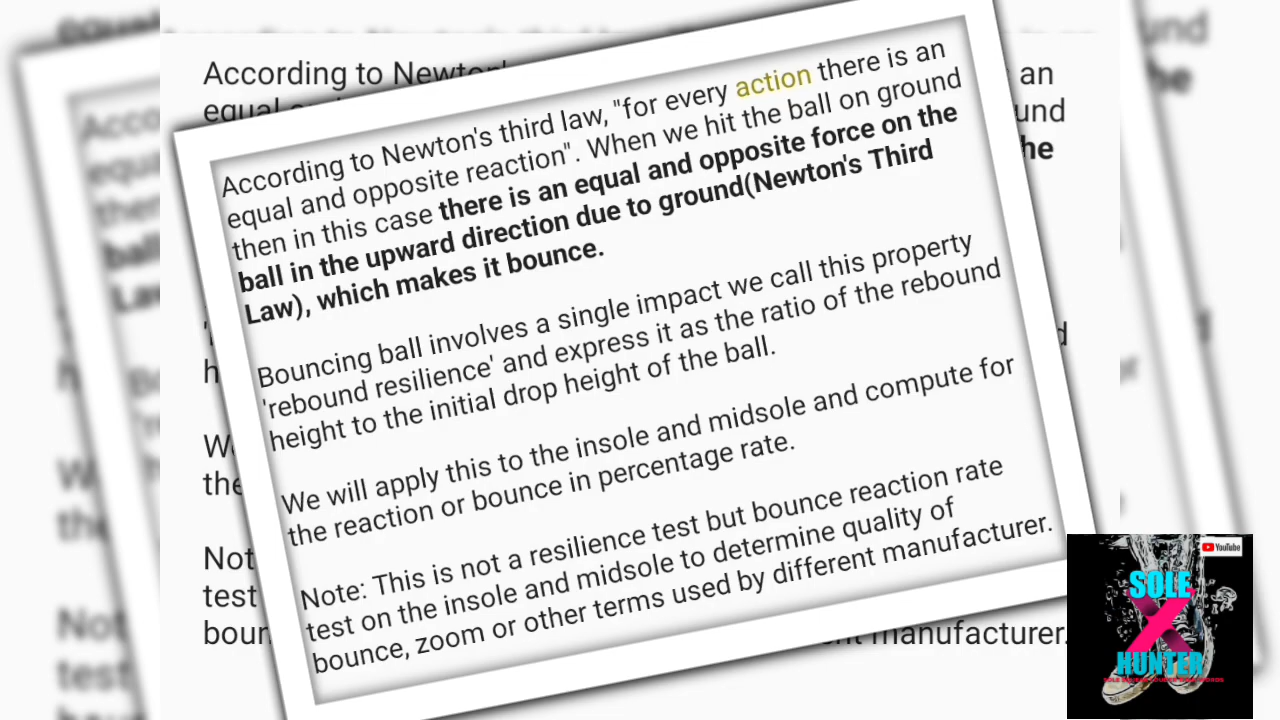 According to Newton's third law, "for every action there is an
equal and opposite reaction". When we hit the ball on ground
then in this case there is an equal and opposite force on the
ball in the upward direction due to ground(Newton's Third
Law), which makes it bounce.
Bouncing ball involves a single impact we call this property
'rebound resilience' and express it as the ratio of the rebound
height to the initial drop height of the ball.
We will apply this to the insole and midsole and compute for
the reaction or bounce in percentage rate.
Note: This is not a resilience test but bounce reaction rate
test on the insole and midsole to determine quality of
bounce, zoom or other terms used by different manufacturer.
YouTube
SOLE
X
HUNTER